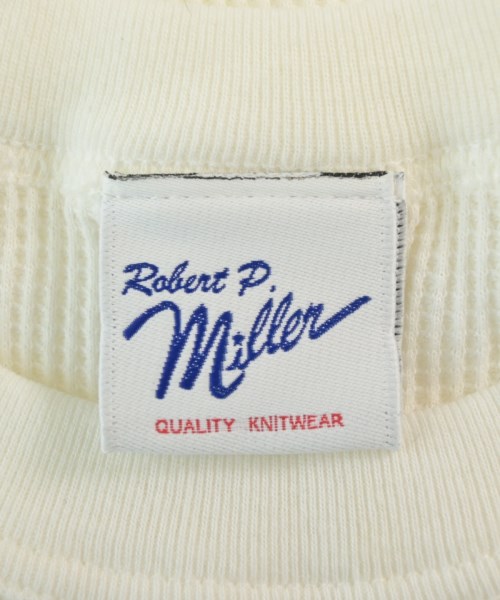 Robert P.
Miller
QUALITY KNITWEAR